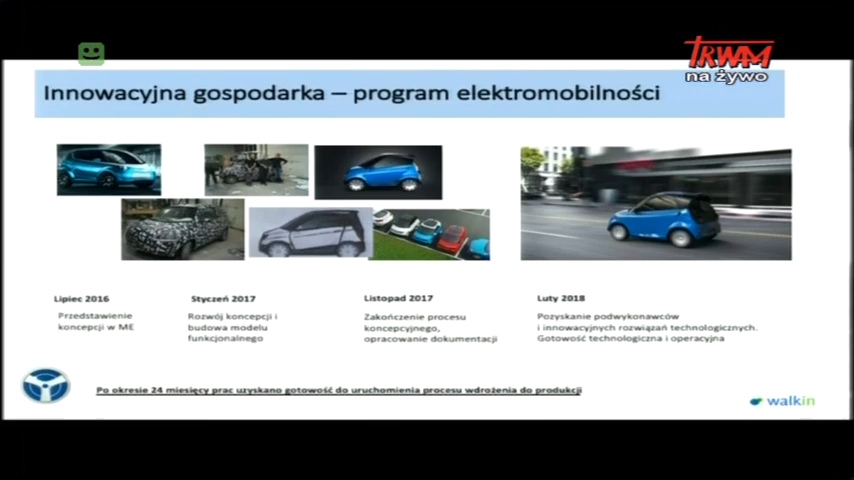 TRWAM
na żywo
Innowacyjna gospodarka – program elektromobilności
Lipiec 2016
Przedstawienie
koncepcji w ME
Styczeń 2017
Rozwój koncepcji i
budowa modelu
funkcjonalnego
Listopad 2017
Zakończenie procesu
koncepcyjnego,
opracowanie dokumentacji
Luty 2018
Pozyskanie podwykonawców
i innowacyjnych rozwiązań technologicznych.
Gotowość technologiczna i operacyjna
Po okresie 24 miesięcy prac uzyskano gotowość do uruchomienia procesu wdrożenia do produkcji
walkin